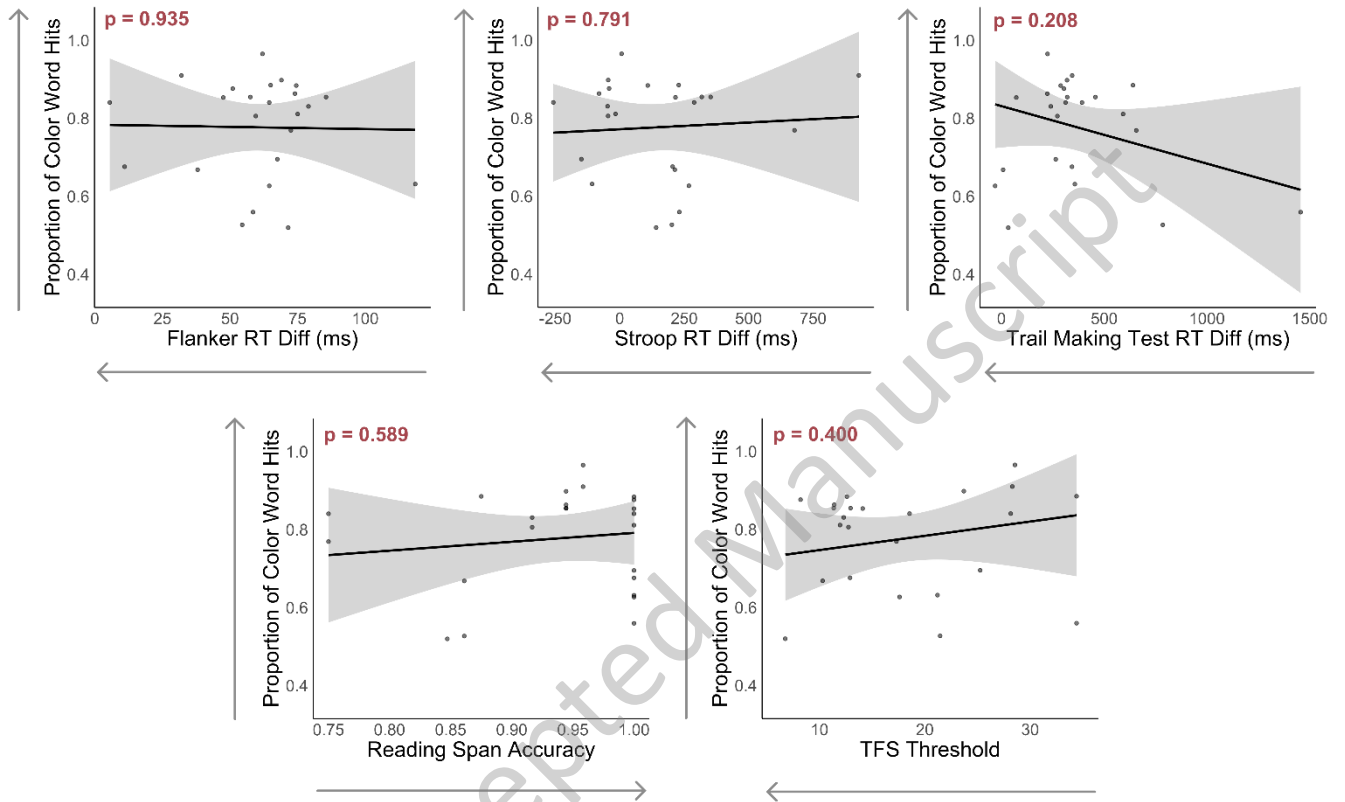 p = 0.935
Proportion of Color Word Hits
1.0
0.8
0.6
0.4
0 25 50 75 100
Flanker RT Diff (ms)
p = 0.791
Proportion of Color Word Hits
1.0
0.8
0.6
0.4
-250 0 250 500 750
Stroop RT Diff (ms)
p = 0.208
Proportion of Color Word Hits
1.0
0.8
0.6
0.4
0 500 1000 1500
Trail Making Test RT Diff (ms)
p = 0.589
Proportion of Color Word Hits
1.0
0.8
0.6
0.4
0.75 0.80 0.85 0.90 0.95 1.00
Reading Span Accuracy
p = 0.400
Proportion of Color Word Hits
1.0
0.8
0.6
0.4
10 20 30
TFS Threshold
epted Manuscript